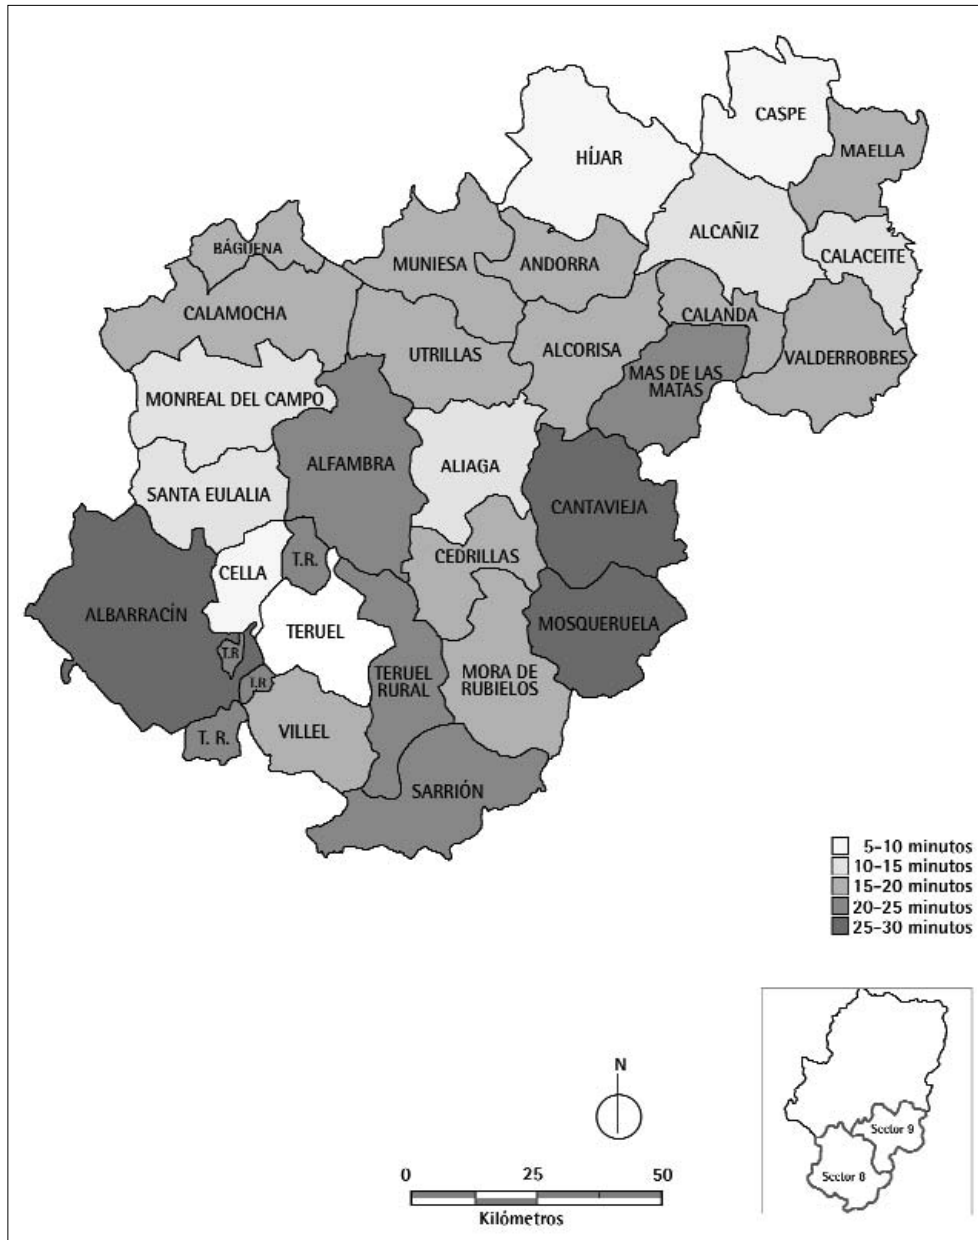 CASPE
HÍJAR
MAELLA
ALCAÑIZ
BÁGUENA
MUNIESA
ANDORRA
CALACEITE
CALAMOCHA
CALANDA
UTRILLAS
ALCORISA
VALDERROBRES
MAS DE LAS
MATAS
MONREAL DEL CAMPO
ALFAMBRA
ALIAGA
SANTA EULALIA
CANTAVIEJA
T.R.
CEDRILLAS
CELLA
ALBARRACÍN
TERUEL
MOSQUERUELA
T.R
TERUEL
RURAL
MORA DE
RUBIELOS
T.R
VILLEL
T. R.
SARRIÓN
5-10 minutos
10-15 minutos
15-20 minutos
20-25 minutos
25-30 minutos
N
Sector 9
Sector 8
0 25 50
Kilómetros